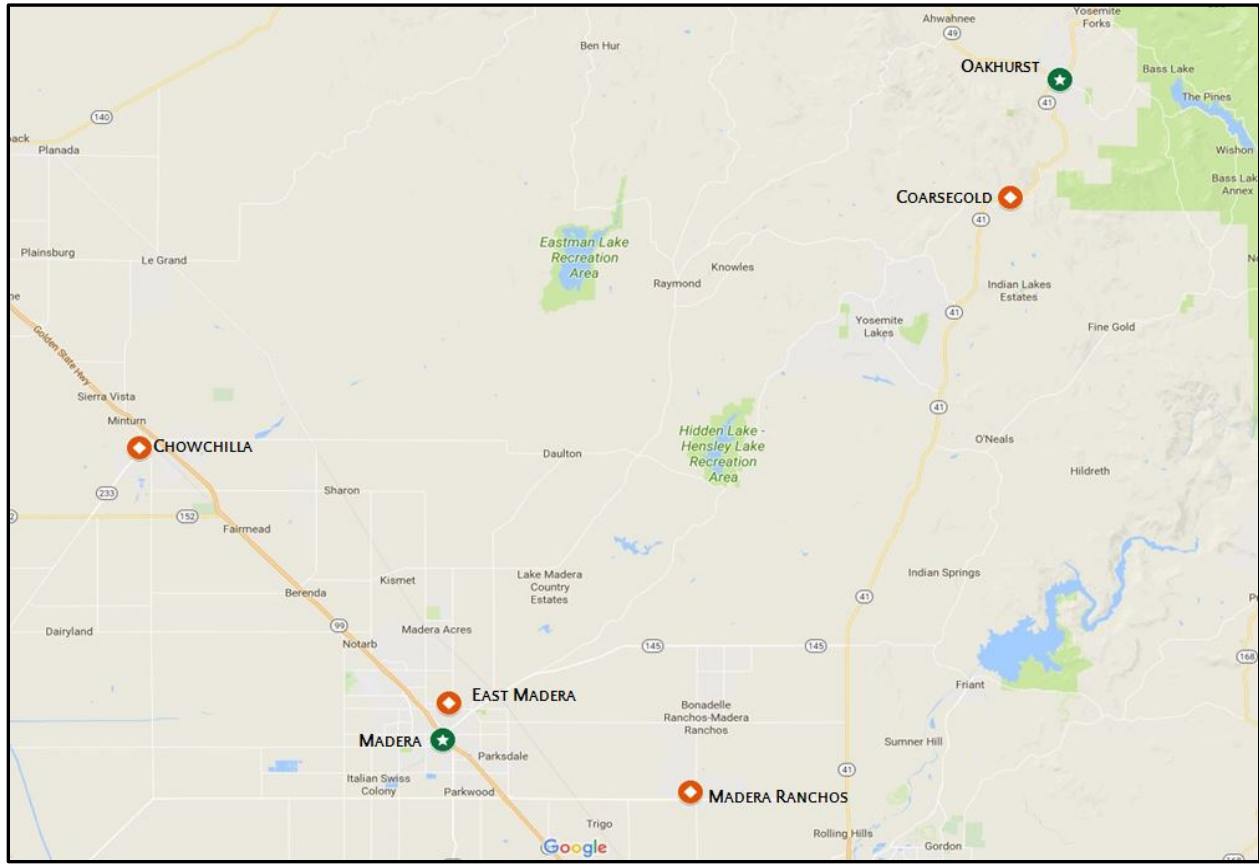 Ahwahnee
Yosemite
Forks
49
Ben Hur
OAKHURST
Bass Lake
41
The Pines
140
Planada
Wishon
COARSEGOLD
Bass Lak
Annex
41
Eastman Lake
Recreation
Area
Plainsburg
Le Grand
Knowles
Raymond
Indian Lakes
Estates
ne
41
Yosemite
Lakes
Fine Gold
Golden State Hwy
Sierra Vista
41
Minturn
Hidden Lake -
Hensley Lake
Recreation
Area
CHOWCHILLA
Daulton
O'Neals
Hildreth
233
Sharon
152
Fairmead
Lake Madera
Country
Estates
Indian Springs
Kismet
Berenda
41
99
Madera Acres
Dairyland
Notarb
145
145
168
EAST MADERA
Friant
Bonadelle
Ranchos-Madera
Ranchos
MADERA
Sumner Hill
Parksdale
41
Italian Swiss
Colony
Parkwood
MADERA RANCHOS
Trigo
Rolling Hills
Google
Gordon